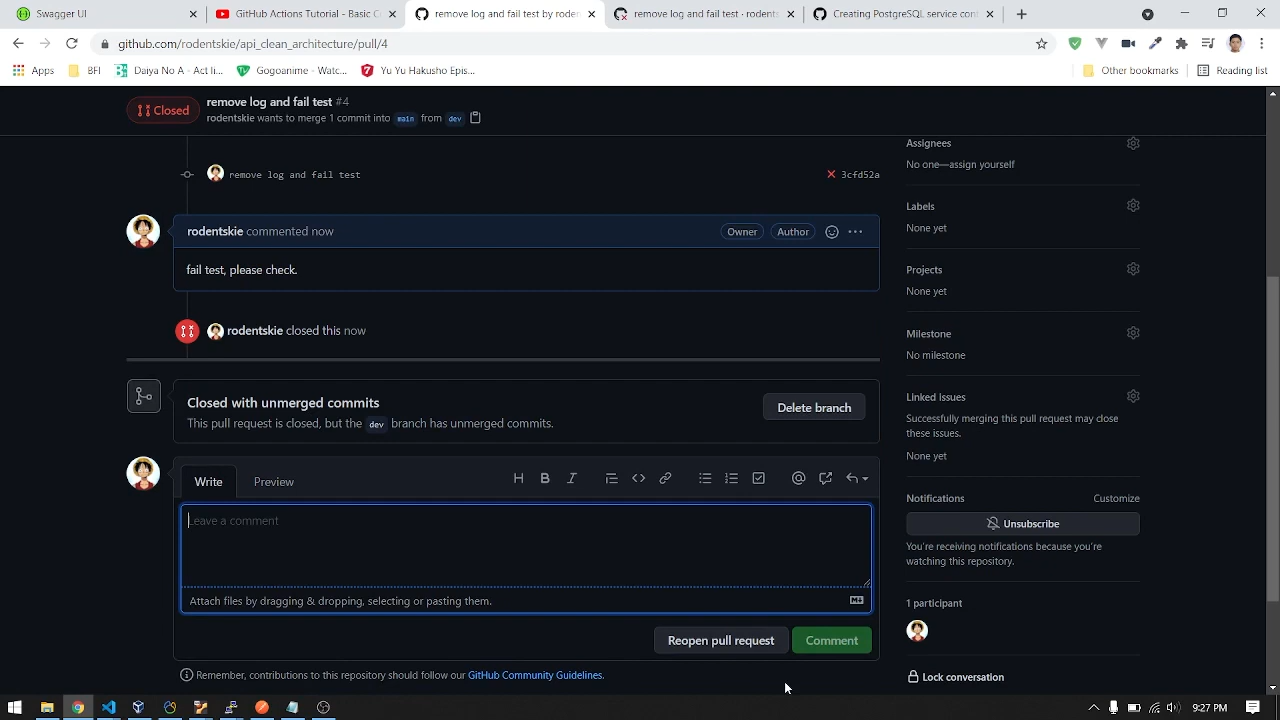 Swagger UI
GitHub Actions Tutorial - Basic Co
remove log and fail test by roden
remove log and fail test · rodents
Creating PostgreSQL service cont
github.com/rodentskie/api_clean_architecture/pull/4
Apps
BFI
Daiya No A - Act li...
Gogoanime - Watc...
Yu Yu Hakusho Epis...
Other bookmarks
Reading list
Closed
remove log and fail test #4
rodentskie wants to merge 1 commit into main from dev
Assignees
No one—assign yourself
remove log and fail test
3cfd52a
Labels
None yet
rodentskie commented now
Owner
Author
fail test, please check.
Projects
None yet
rodentskie closed this now
Milestone
No milestone
Closed with unmerged commits
This pull request is closed, but the dev branch has unmerged commits.
Delete branch
Linked issues
Successfully merging this pull request may close
these issues.
None yet
Write
Preview
Leave a comment
Attach files by dragging & dropping, selecting or pasting them.
Notifications
Customize
Unsubscribe
You're receiving notifications because you're
watching this repository.
1 participant
Reopen pull request
Comment
Remember, contributions to this repository should follow our GitHub Community Guidelines.
Lock conversation
9:27 PM